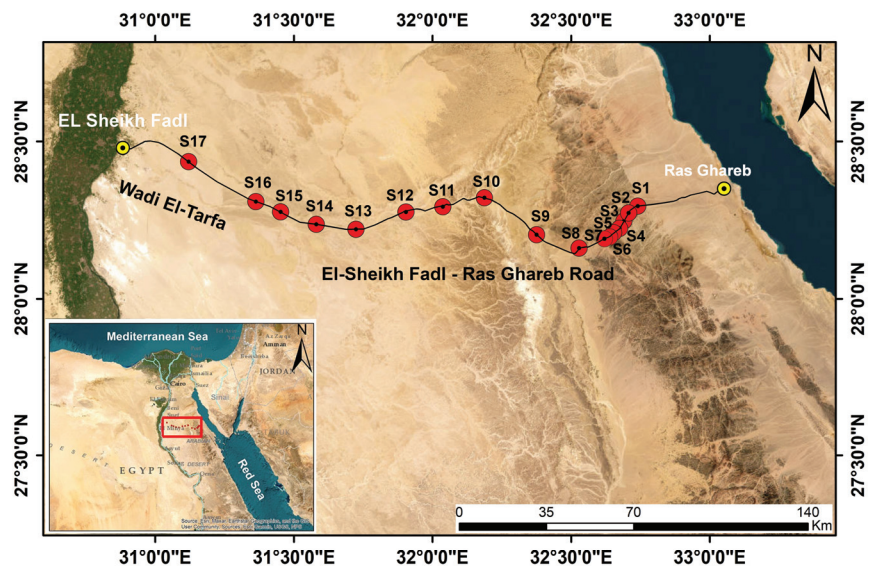 31°0'0"E
31°30'0"E
32°0'0"E
32°30'0"E
33°0'0"E
28°30'0"N
28°0'0"N
27°30'0"N
28°30'0"N
28°0'0"N
27°30'0"N
N
EL Sheikh Fadl
S17
Ras Ghareb
S16
S15
S14
S13
S12
S11
S10
S9
S8
S7
S6
S5
S4
S3
S2
S1
Wadi El-Tarfa
El-Sheikh Fadl - Ras Ghareb Road
N
Mediterranean Sea
Amman
JORDAN
Cairo
Suez
Sinai
EGYPT
DESERT
DESERT
Red Sea
0 35 70 140
Km
31°0'0"E
31°30'0"E
32°0'0"E
32°30'0"E
33°0'0"E